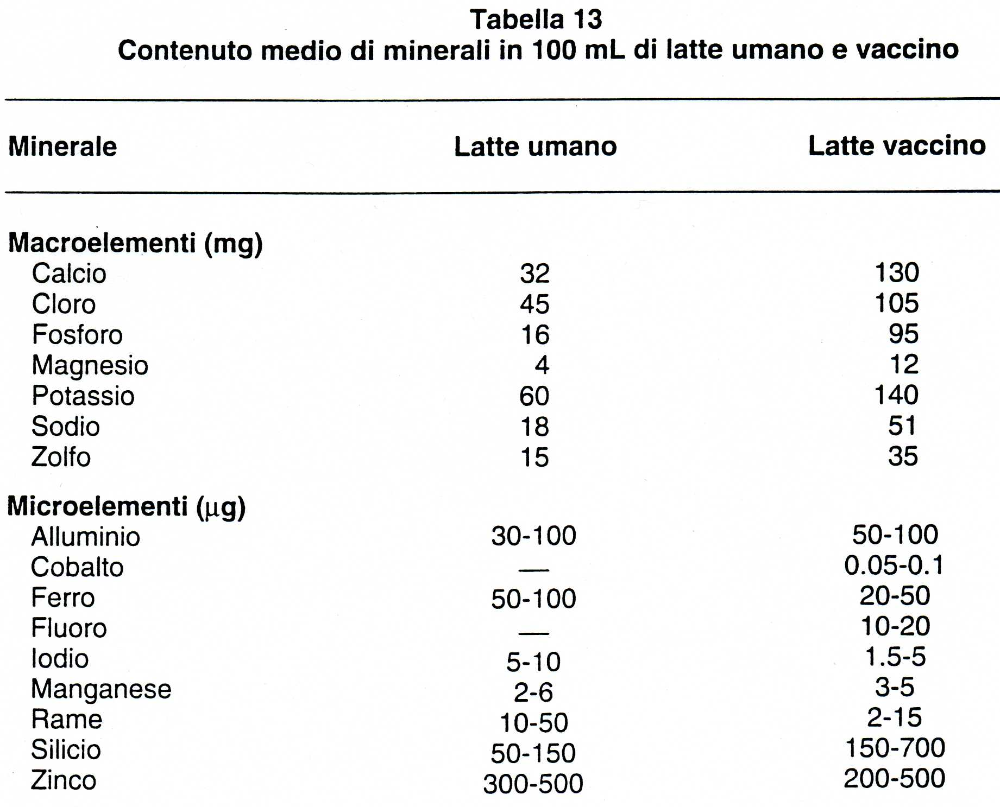 Tabella 13
Contenuto medio di minerali in 100 mL di latte umano e vaccino
Minerale Latte umano Latte vaccino
Macroelementi (mg)
Calcio 32 130
Cloro 45 105
Fosforo 16 95
Magnesio 4 12
Potassio 60 140
Sodio 18 51
Zolfo 15 35
Microelementi (μg)
Alluminio 30-100 50-100
Cobalto — 0.05-0.1
Ferro 50-100 20-50
Fluoro — 10-20
Iodio 5-10 1.5-5
Manganese 2-6 3-5
Rame 10-50 2-15
Silicio 50-150 150-700
Zinco 300-500 200-500